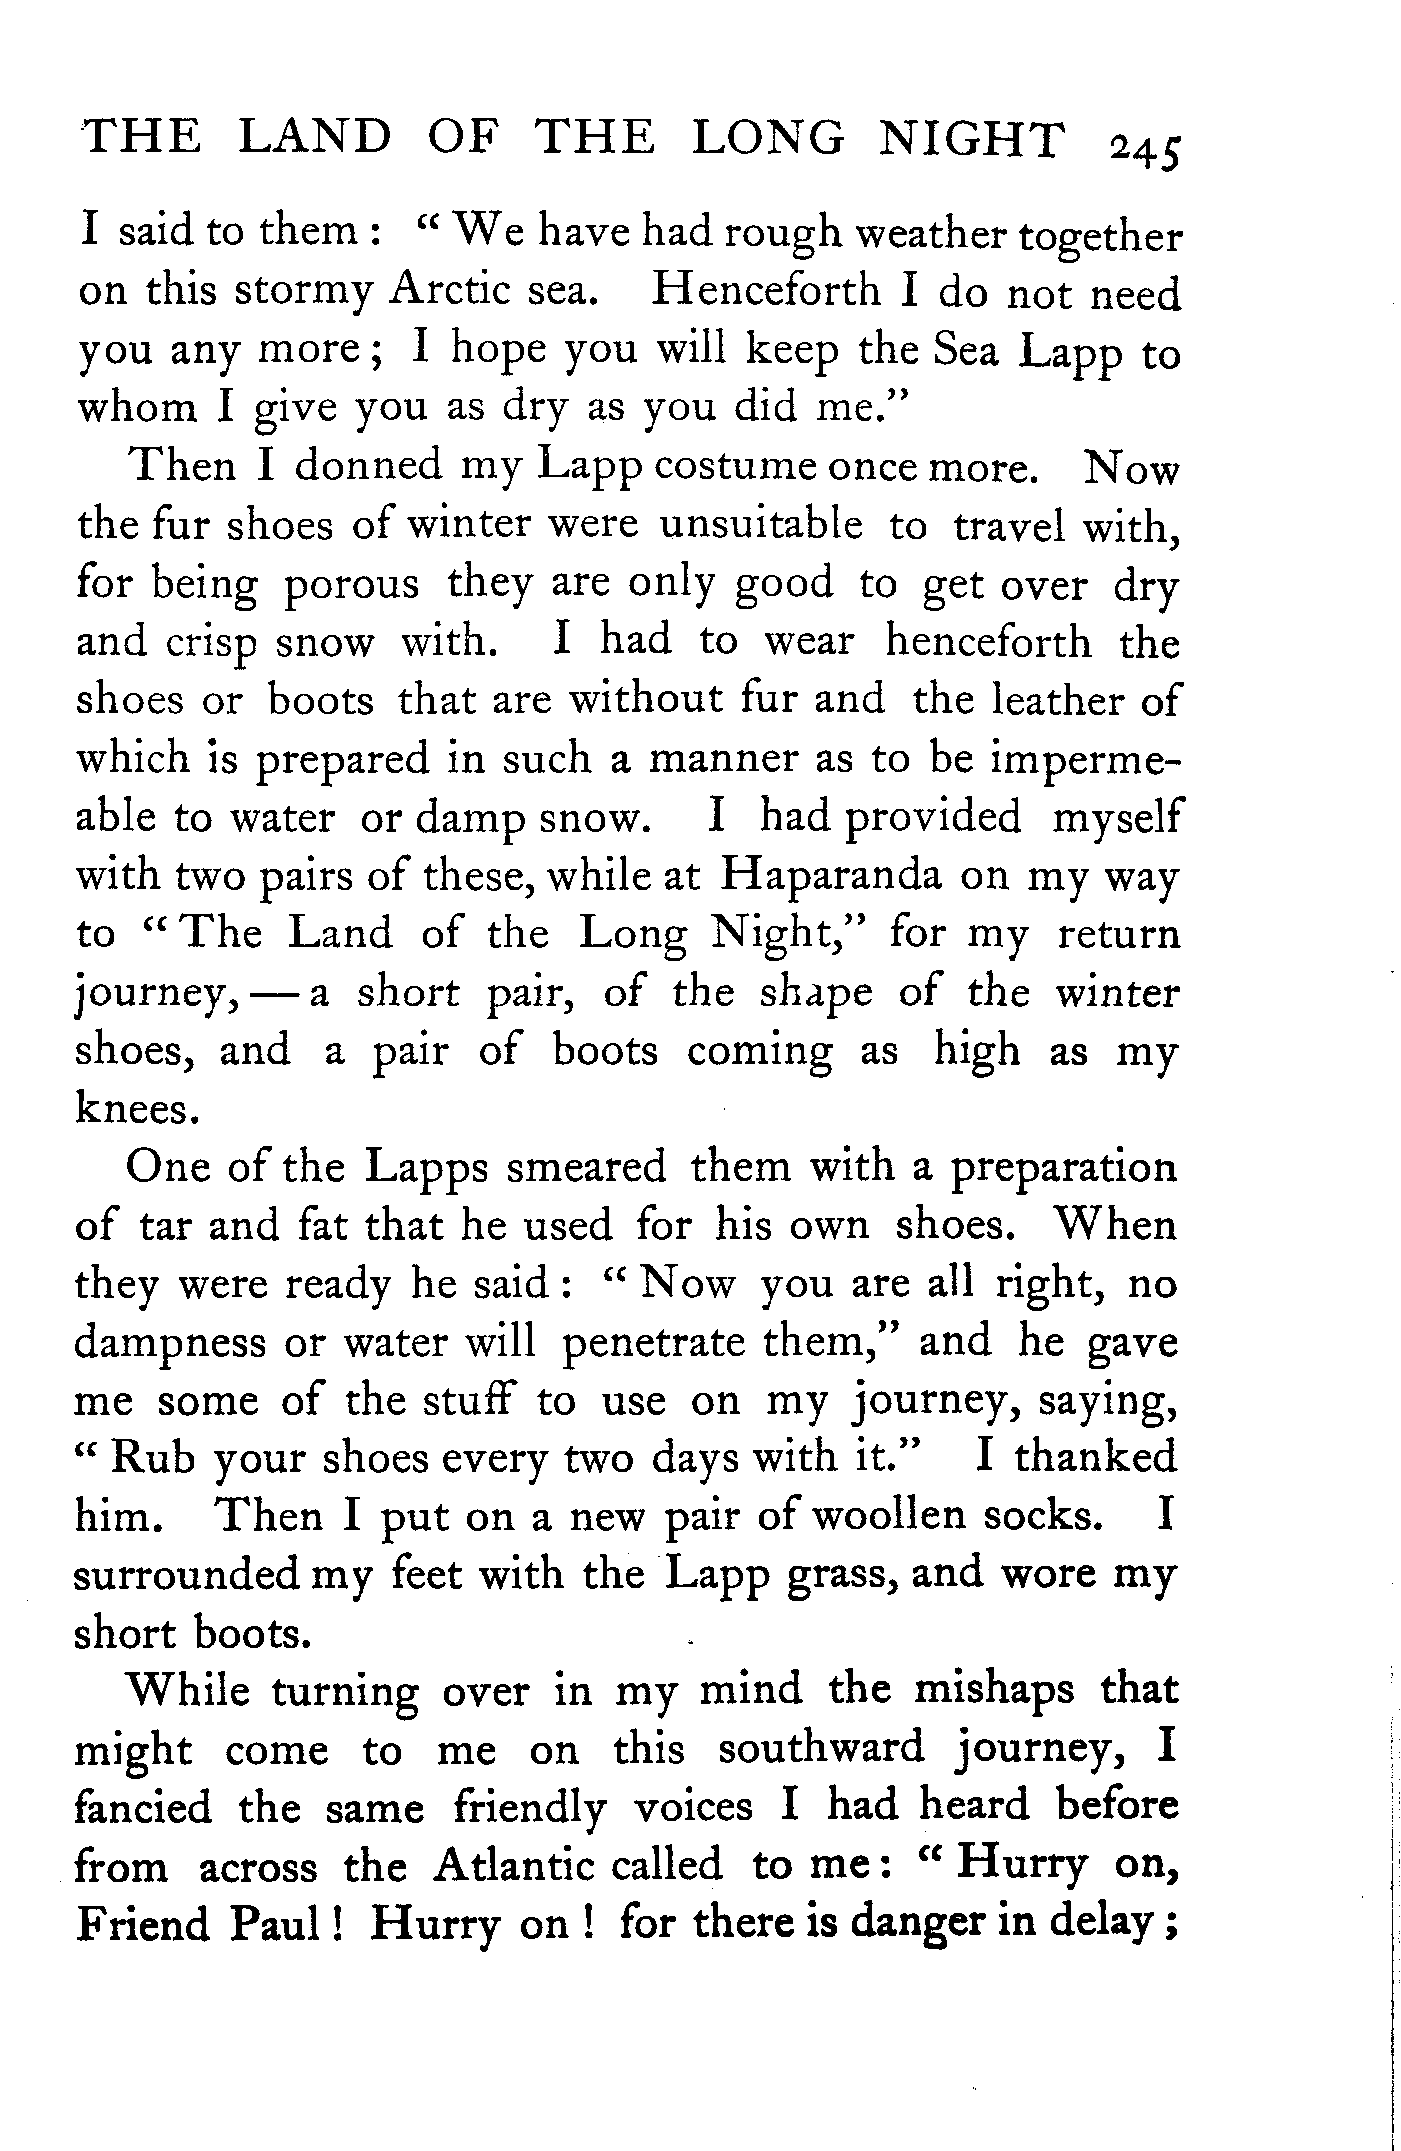 THE LAND OF THE LONG NIGHT 245
I said to them : “ We have had rough weather together
on this stormy Arctic sea. Henceforth I do not need
you any more ; I hope you will keep the Sea Lapp to
whom I give you as dry as you did me.”
Then I donned my Lapp costume once more. Now
the fur shoes of winter were unsuitable to travel with,
for being porous they are only good to get over dry
and crisp snow with. I had to wear henceforth the
shoes or boots that are without fur and the leather of
which is prepared in such a manner as to be imperme-
able to water or damp snow. I had provided myself
with two pairs of these, while at Haparanda on my way
to “ The Land of the Long Night,” for my return
journey, — a short pair, of the shape of the winter
shoes, and a pair of boots coming as high as my
knees.
One of the Lapps smeared them with a preparation
of tar and fat that he used for his own shoes. When
they were ready he said : “ Now you are all right, no
dampness or water will penetrate them,” and he gave
me some of the stuff to use on my journey, saying,
“ Rub your shoes every two days with it.” I thanked
him. Then I put on a new pair of woollen socks. I
surrounded my feet with the Lapp grass, and wore my
short boots.
While turning over in my mind the mishaps that
might come to me on this southward journey, I
fancied the same friendly voices I had heard before
from across the Atlantic called to me : “ Hurry on,
Friend Paul ! Hurry on ! for there is danger in delay ;